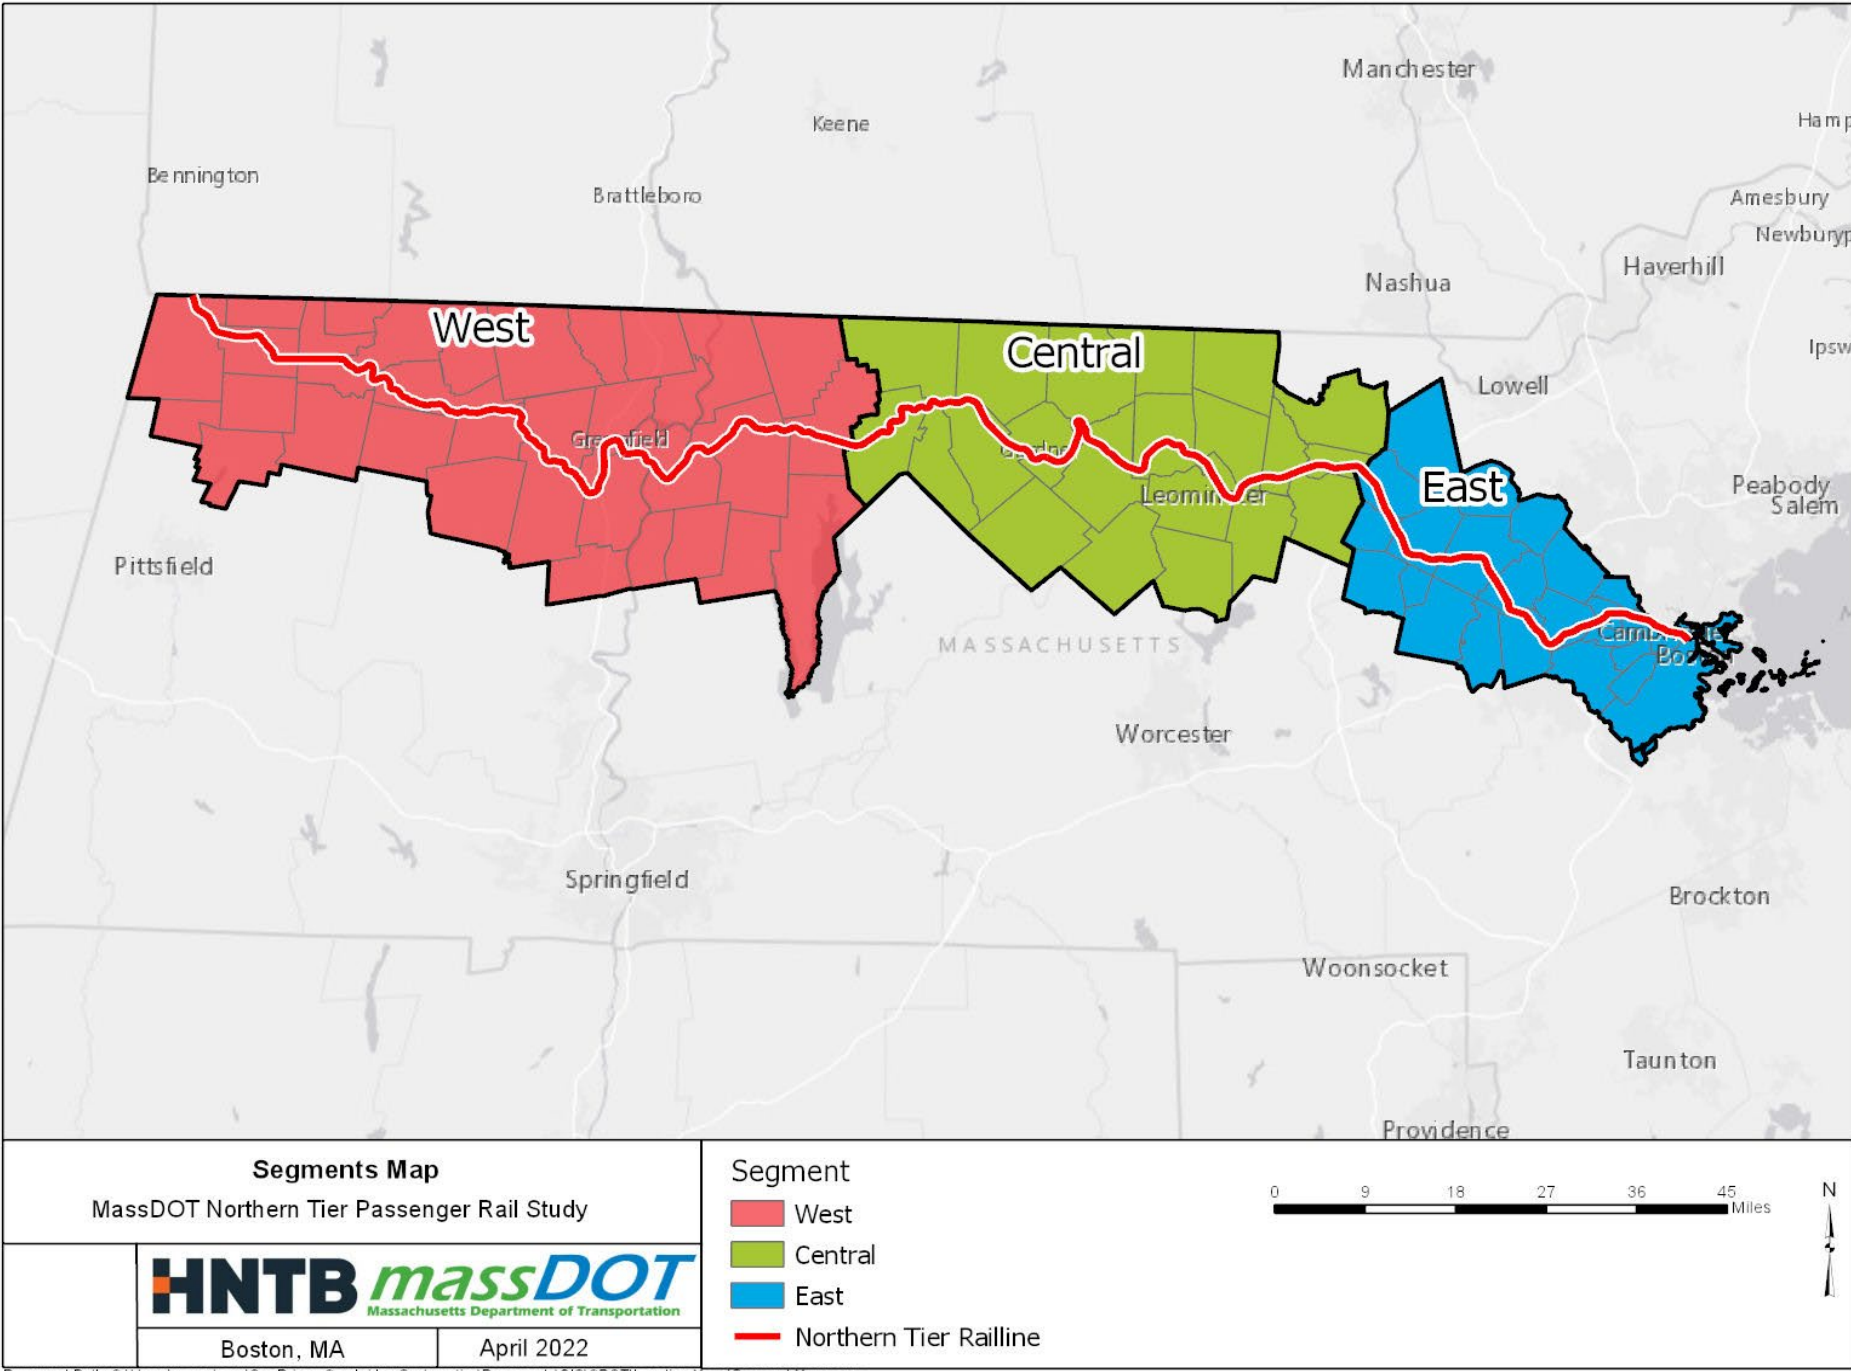 Manchester
Keene
Hamp
Bennington
Brattleboro
Amesbury
Newburyp
Haverhill
Nashua
West
Central
Ipsw
Lowell
Greenfield
East
Leominster
Peabody
Salem
Pittsfield
MASSACHUSETTS
Worcester
Springfield
Brockton
Woonsocket
Taunton
Providence
Segments Map
MassDOT Northern Tier Passenger Rail Study
HNTB
massDOT
Massachusetts Department of Transportation
Boston, MA
April 2022
Segment
West
Central
East
Northern Tier Railline
0 9 18 27 36 45
Miles
N